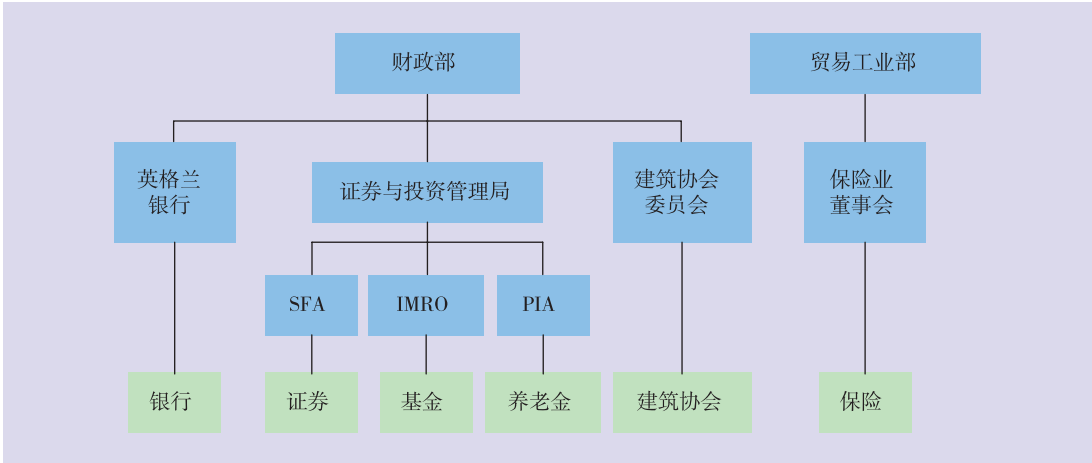 财政部
贸易工业部
英格兰
银行
证券与投资管理局
建筑协会
委员会
保险业
董事会
SFA
IMRO
PIA
银行
证券
基金
养老金
建筑协会
保险